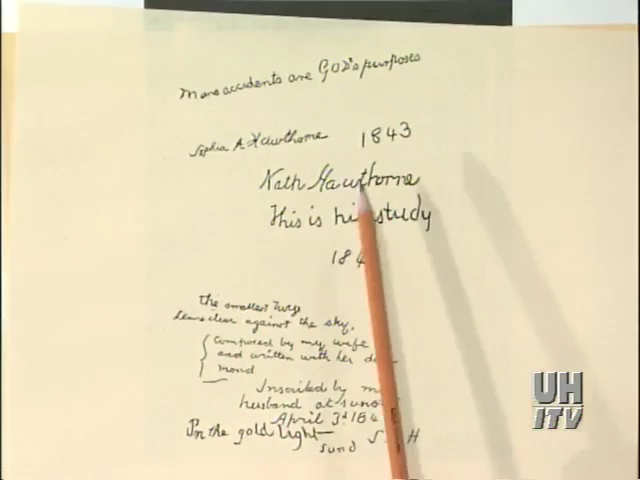 Mans accidents are GOD's purposes
Sophia A Hawthorne 1843
Nath Hawthorne
This is his study
184
the smallest twig
Leans clear against the sky.
Composed by my wife
and written with her dia-
mond
Inscribed by my
husband at sunset
April 3d 184
In the gold light
S A H
UH
ITV